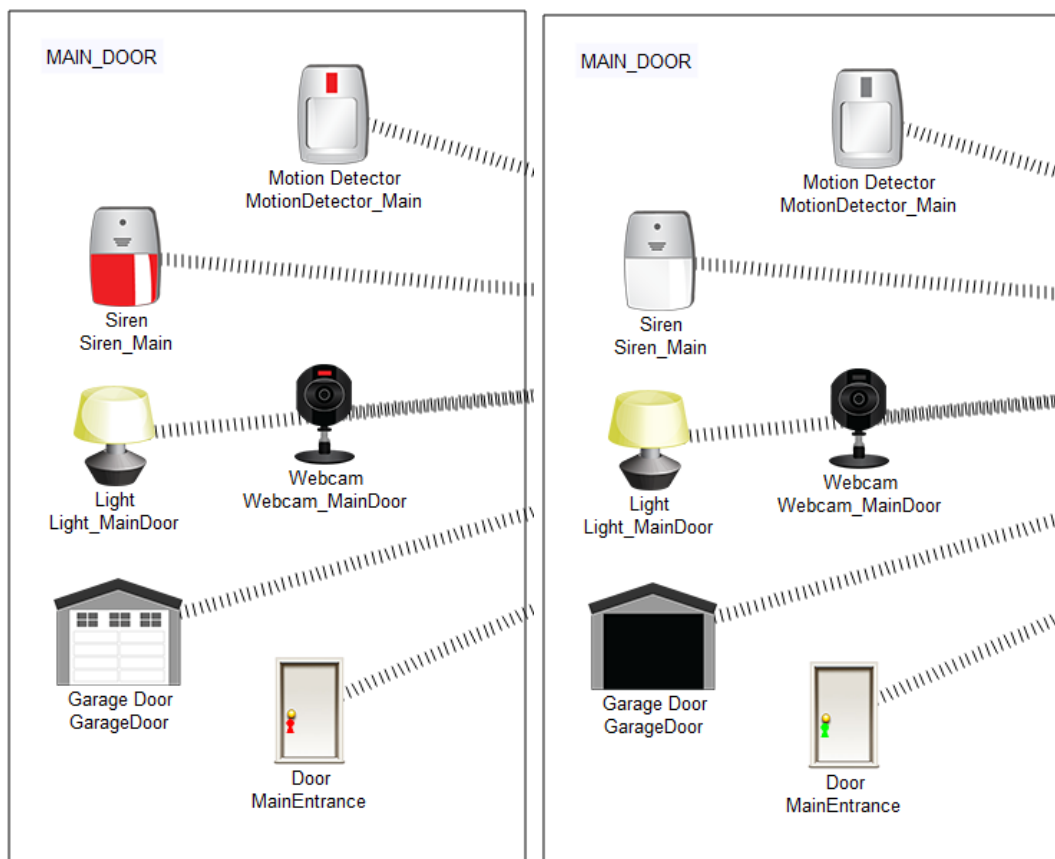 MAIN_DOOR
Motion Detector
MotionDetector_Main
Siren
Siren_Main
Webcam
Webcam_MainDoor
Light
Light_MainDoor
Garage Door
GarageDoor
Door
MainEntrance
MAIN_DOOR
Motion Detector
MotionDetector_Main
Siren
Siren_Main
Webcam
Webcam_MainDoor
Light
Light_MainDoor
Garage Door
GarageDoor
Door
MainEntrance